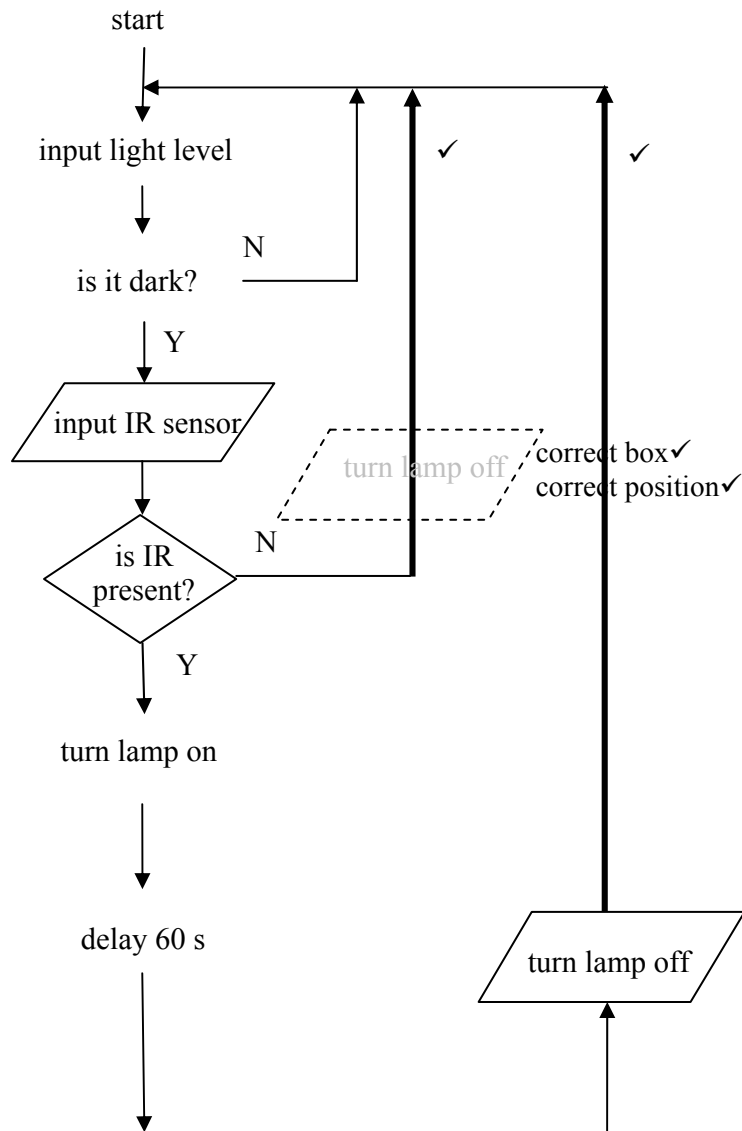 start
input light level
✓
✓
N
is it dark?
Y
input IR sensor
turn lamp off
correct box✓
correct position✓
N
is IR
present?
Y
turn lamp on
delay 60 s
turn lamp off